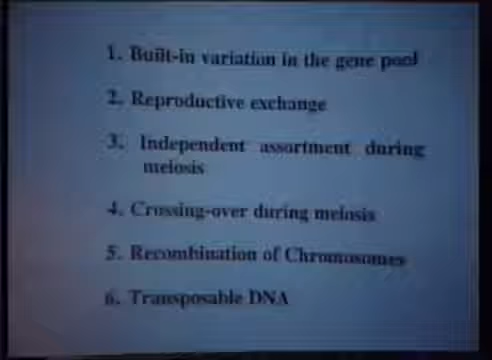 1. Built-in variation in the gene pool
2. Reproductive exchange
3. Independent assortment during
meiosis
4. Crossing-over during meiosis
5. Recombination of Chromosomes
6. Transposable DNA